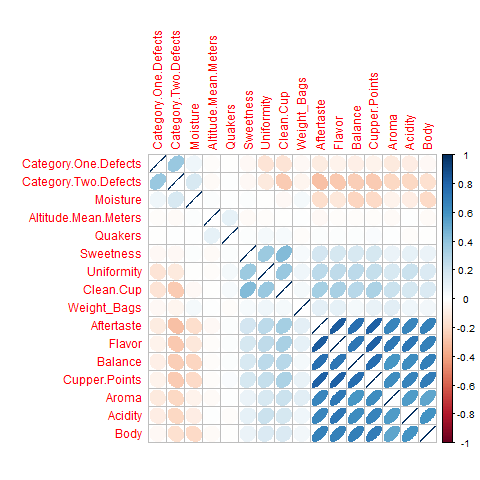 Category.One.Defects
Category.Two.Defects
Moisture
Altitude.Mean.Meters
Quakers
Sweetness
Uniformity
Clean.Cup
Weight_Bags
Aftertaste
Flavor
Balance
Cupper.Points
Aroma
Acidity
Body
Category.One.Defects
Category.Two.Defects
Moisture
Altitude.Mean.Meters
Quakers
Sweetness
Uniformity
Clean.Cup
Weight_Bags
Aftertaste
Flavor
Balance
Cupper.Points
Aroma
Acidity
Body
1
0.8
0.6
0.4
0.2
0
-0.2
-0.4
-0.6
-0.8
-1